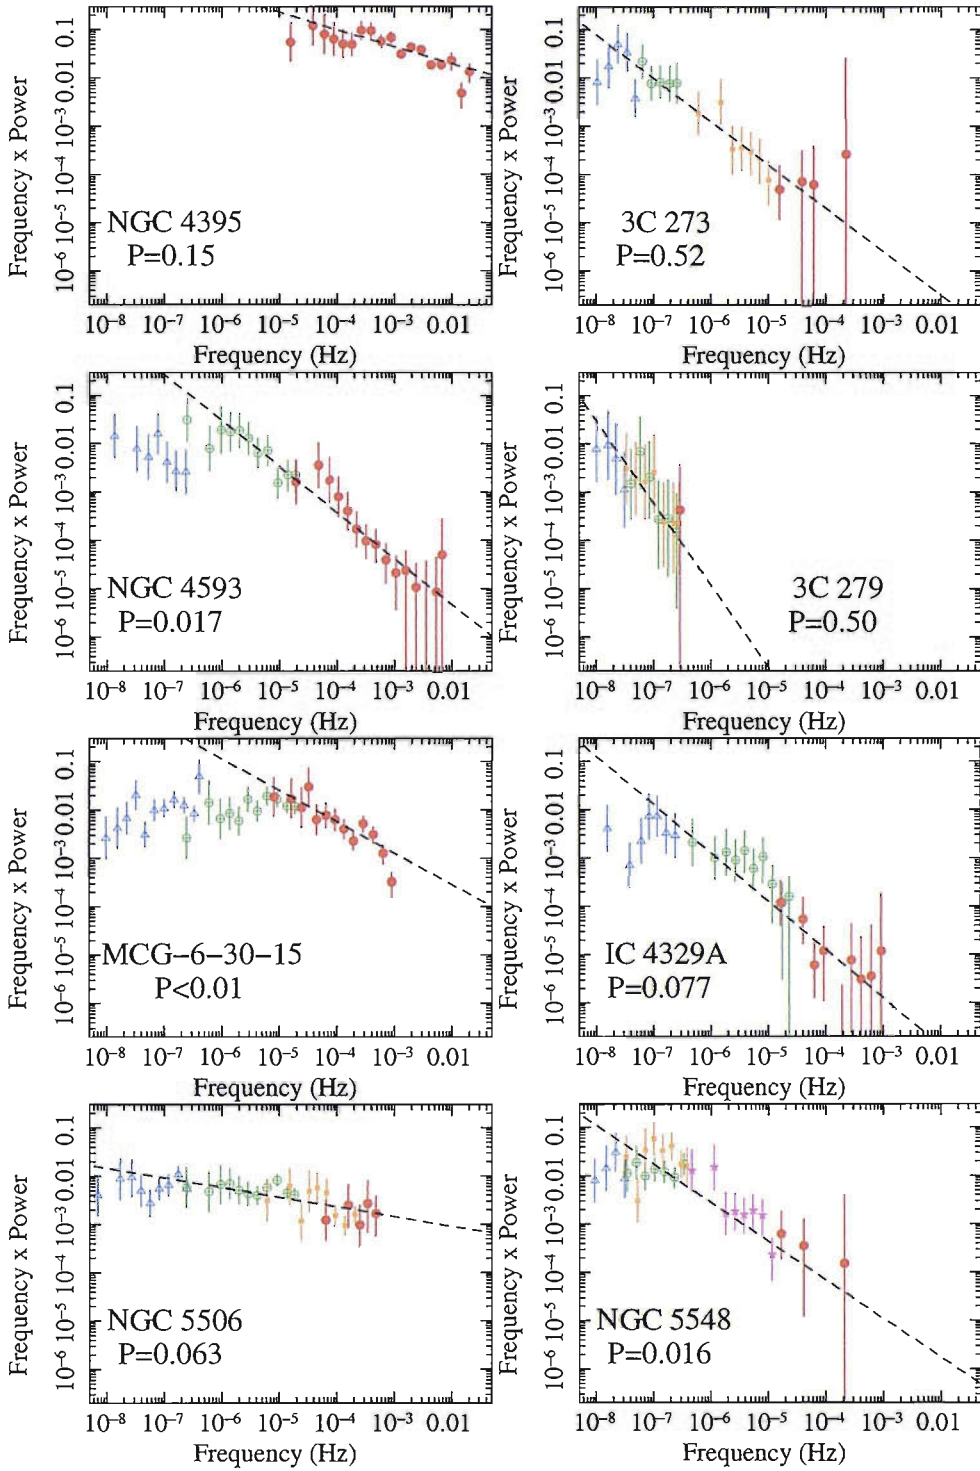 Frequency x Power
10⁻⁶ 10⁻⁵ 10⁻⁴ 10⁻³ 0.01 0.1
NGC 4395
P=0.15
10⁻⁸ 10⁻⁷ 10⁻⁶ 10⁻⁵ 10⁻⁴ 10⁻³ 0.01
Frequency (Hz)
Frequency x Power
10⁻⁶ 10⁻⁵ 10⁻⁴ 10⁻³ 0.01 0.1
3C 273
P=0.52
10⁻⁸ 10⁻⁷ 10⁻⁶ 10⁻⁵ 10⁻⁴ 10⁻³ 0.01
Frequency (Hz)
Frequency x Power
10⁻⁶ 10⁻⁵ 10⁻⁴ 10⁻³ 0.01 0.1
NGC 4593
P=0.017
10⁻⁸ 10⁻⁷ 10⁻⁶ 10⁻⁵ 10⁻⁴ 10⁻³ 0.01
Frequency (Hz)
Frequency x Power
10⁻⁶ 10⁻⁵ 10⁻⁴ 10⁻³ 0.01 0.1
3C 279
P=0.50
10⁻⁸ 10⁻⁷ 10⁻⁶ 10⁻⁵ 10⁻⁴ 10⁻³ 0.01
Frequency (Hz)
Frequency x Power
10⁻⁶ 10⁻⁵ 10⁻⁴ 10⁻³ 0.01 0.1
MCG−6−30−15
P<0.01
10⁻⁸ 10⁻⁷ 10⁻⁶ 10⁻⁵ 10⁻⁴ 10⁻³ 0.01
Frequency (Hz)
Frequency x Power
10⁻⁶ 10⁻⁵ 10⁻⁴ 10⁻³ 0.01 0.1
IC 4329A
P=0.077
10⁻⁸ 10⁻⁷ 10⁻⁶ 10⁻⁵ 10⁻⁴ 10⁻³ 0.01
Frequency (Hz)
Frequency x Power
10⁻⁶ 10⁻⁵ 10⁻⁴ 10⁻³ 0.01 0.1
NGC 5506
P=0.063
10⁻⁸ 10⁻⁷ 10⁻⁶ 10⁻⁵ 10⁻⁴ 10⁻³ 0.01
Frequency (Hz)
Frequency x Power
10⁻⁶ 10⁻⁵ 10⁻⁴ 10⁻³ 0.01 0.1
NGC 5548
P=0.016
10⁻⁸ 10⁻⁷ 10⁻⁶ 10⁻⁵ 10⁻⁴ 10⁻³ 0.01
Frequency (Hz)